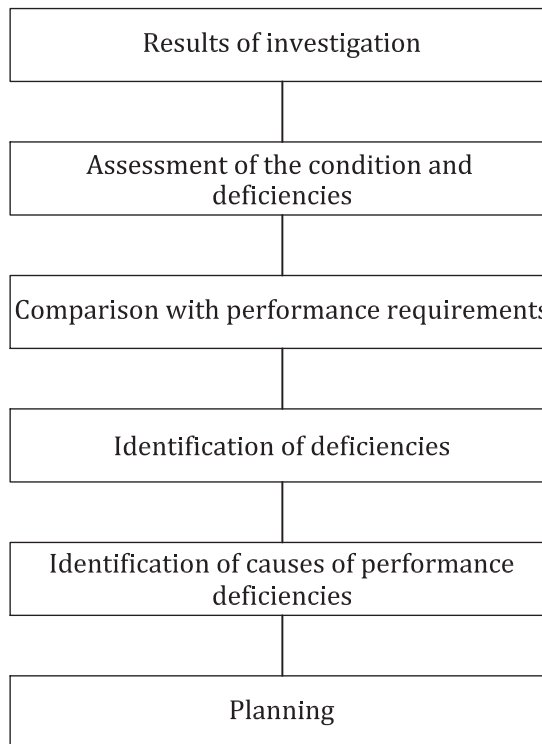 Results of investigation
Assessment of the condition and
deficiencies
Comparison with performance requirements
Identification of deficiencies
Identification of causes of performance
deficiencies
Planning